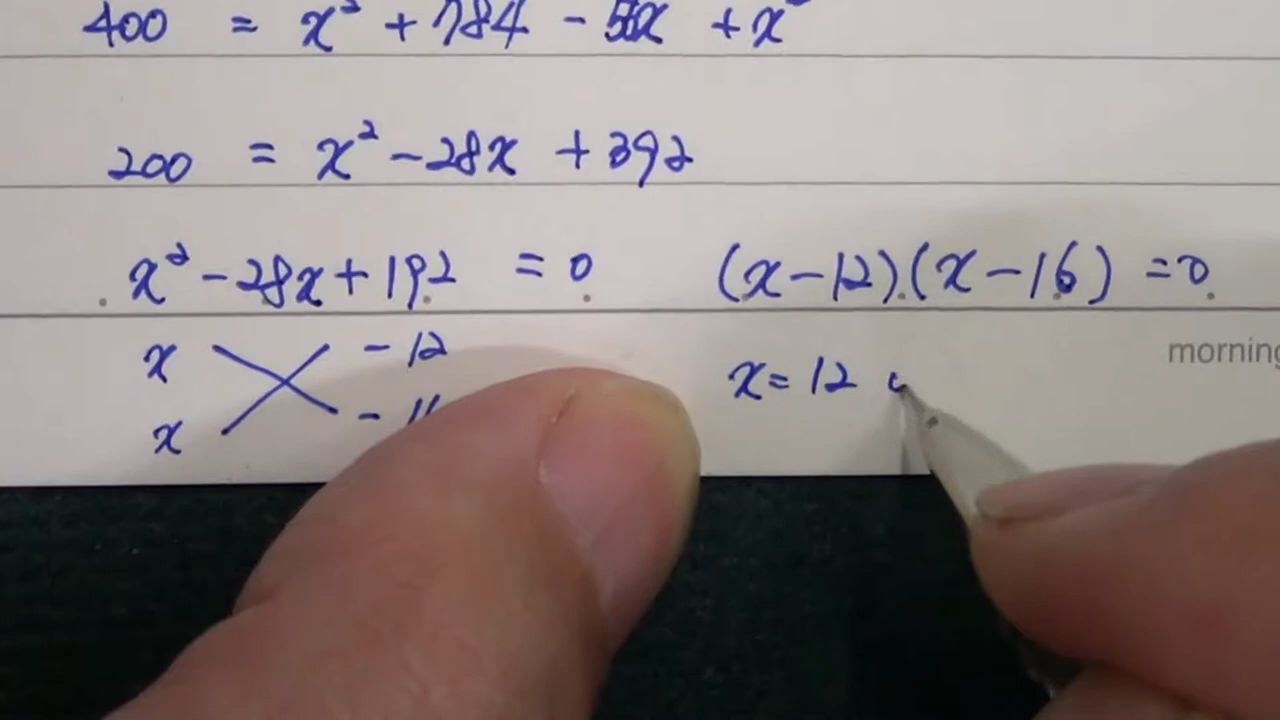 400 = x² + 784 - 56x + x²
200 = x² - 28x + 392
x² - 28x + 192 = 0 (x - 12)(x - 16) = 0
morning
x - 12 x = 12
x